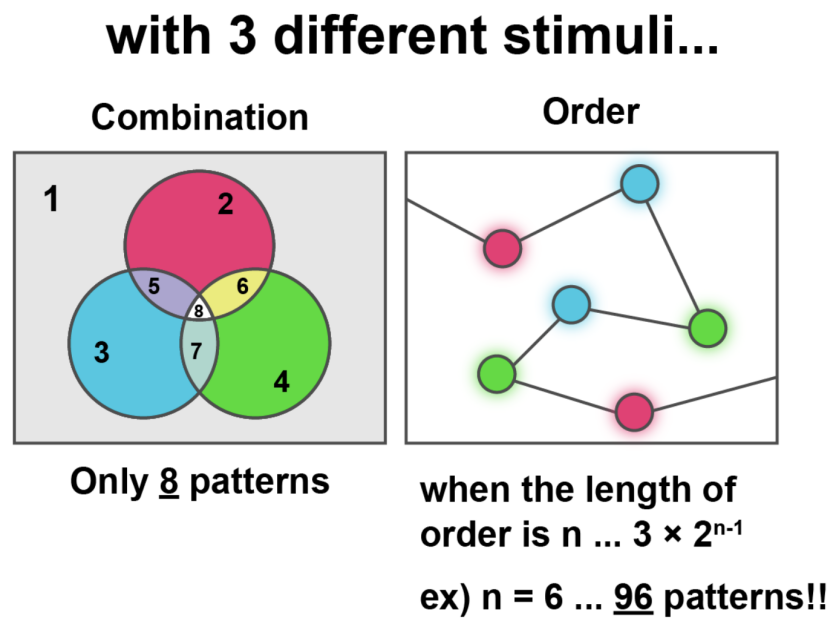 with 3 different stimuli...
Combination
1
2
5
6
8
3
7
4
Only 8 patterns
Order
when the length of
order is n ... 3 × 2ⁿ⁻¹
ex) n = 6 ... 96 patterns!!